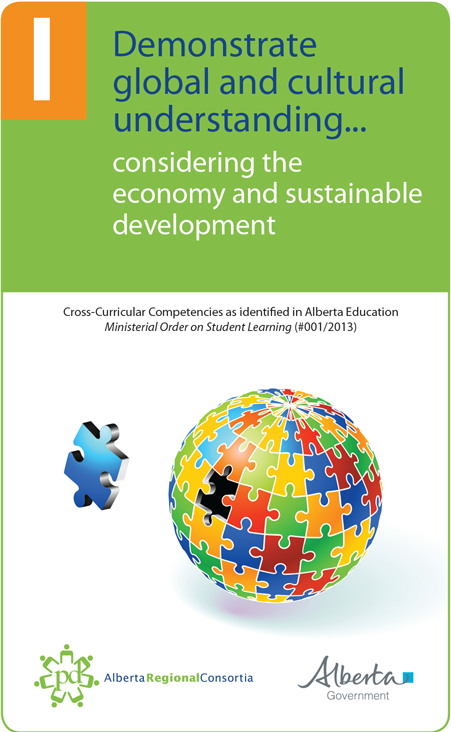 I
Demonstrate
global and cultural
understanding...
considering the
economy and sustainable
development
Cross-Curricular Competencies as identified in Alberta Education
Ministerial Order on Student Learning (#001/2013)
pds
AlbertaRegionalConsortia
Alberta
Government